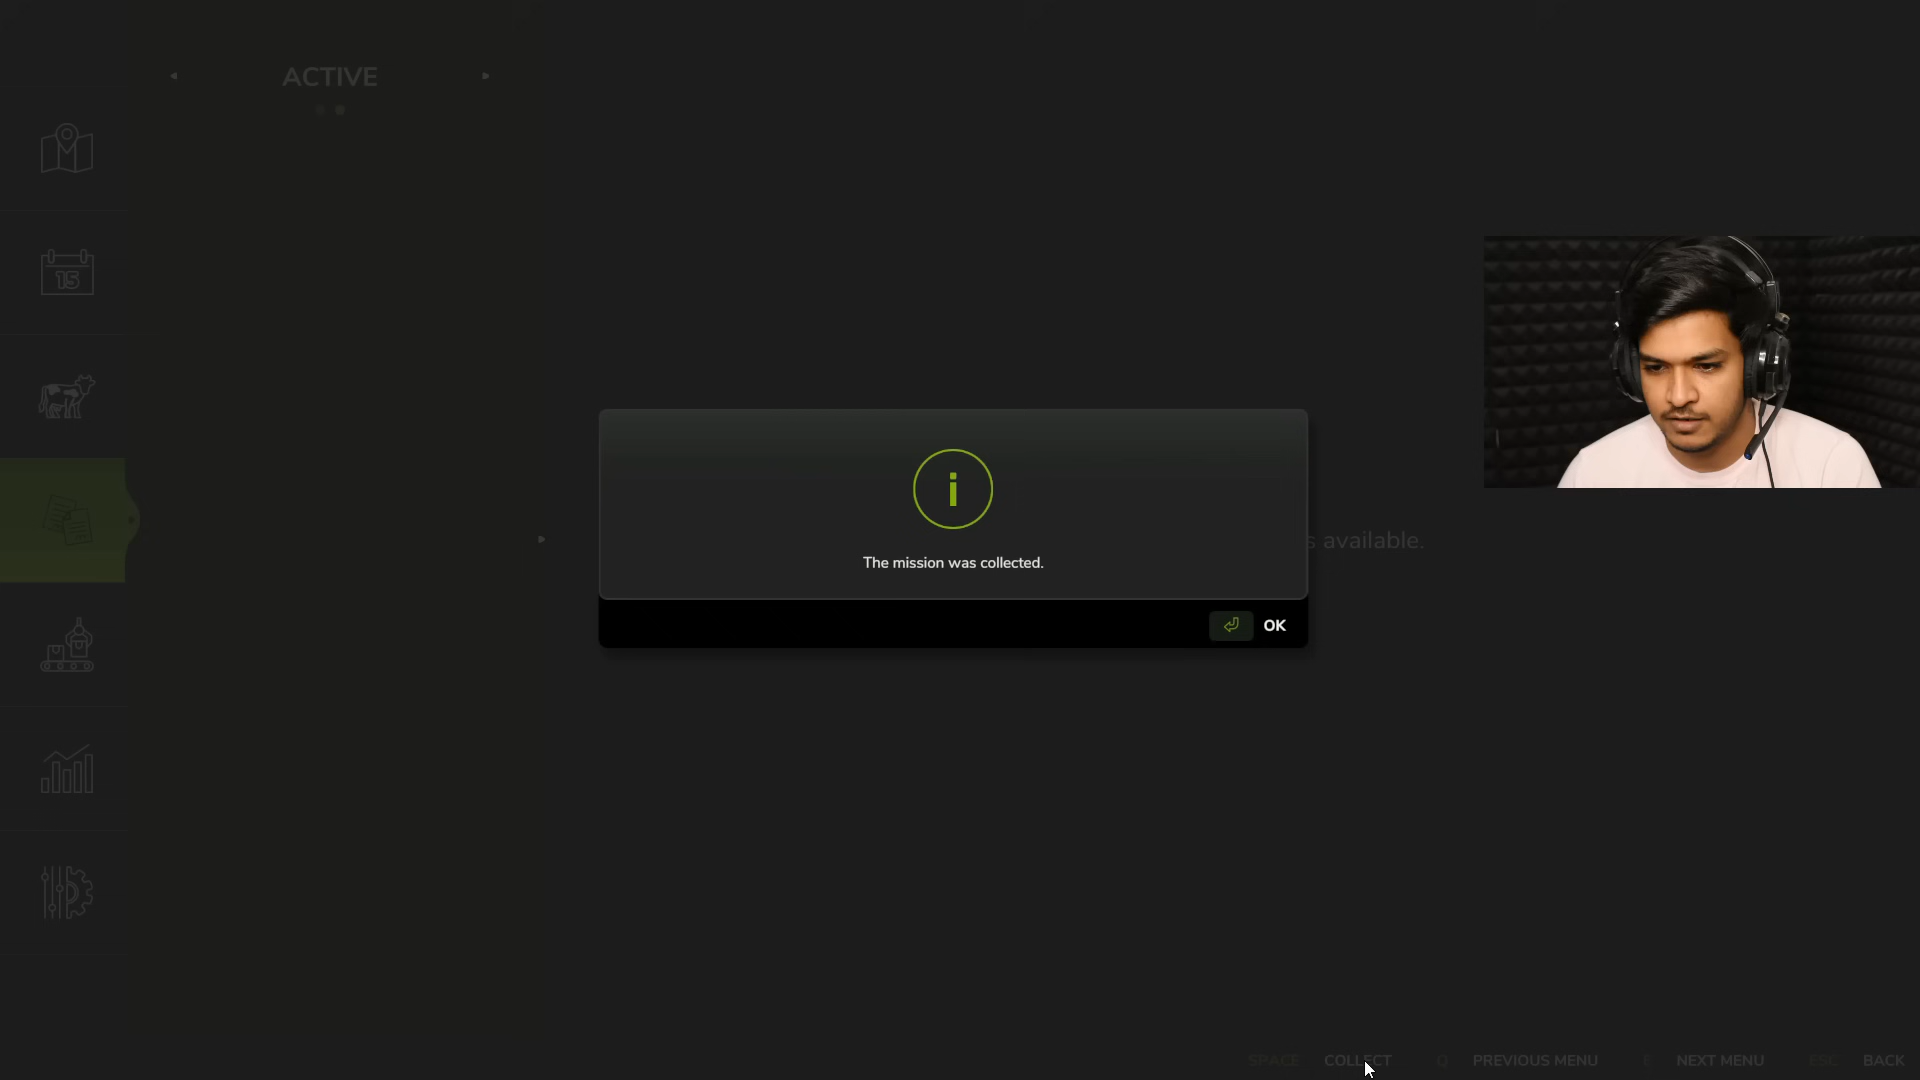 ACTIVE
15
s available.
The mission was collected.
OK
SPACE COLLECT Q PREVIOUS MENU E NEXT MENU ESC BACK